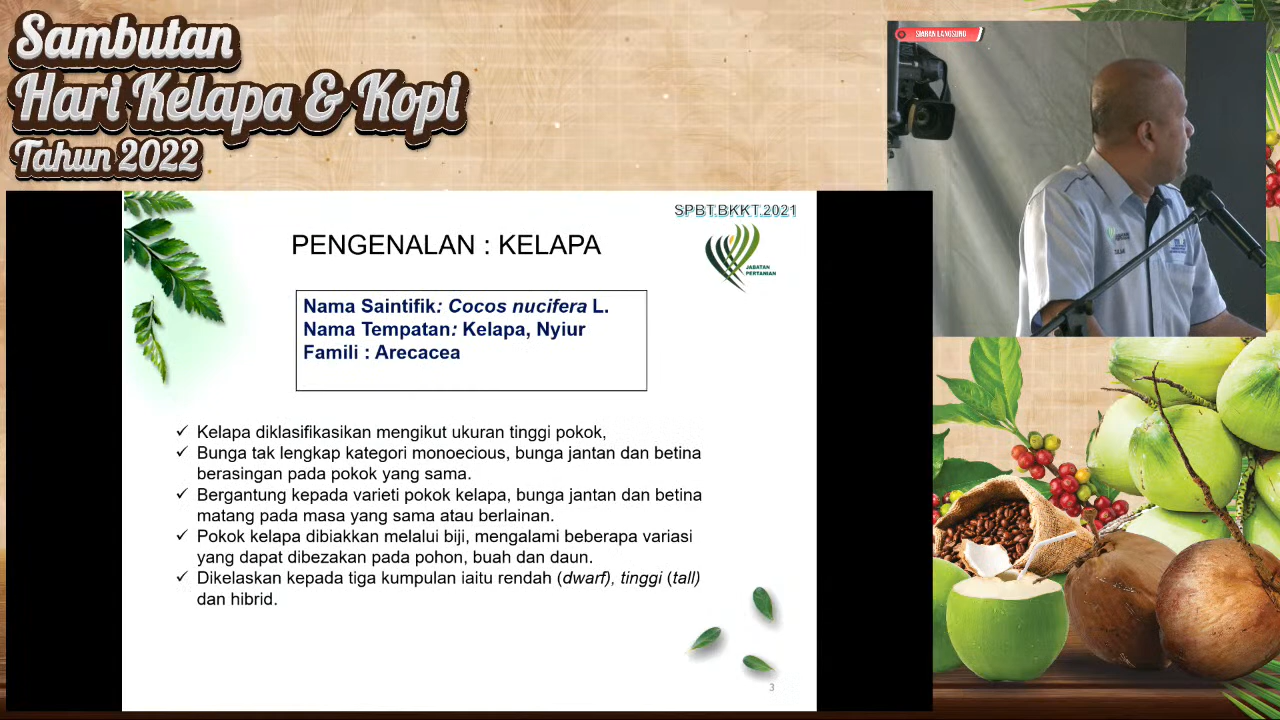 Sambutan
Hari Kelapa & Kopi
Tahun 2022
SIARAN LANGSUNG
SPBT.BKKT.2021
PENGENALAN : KELAPA
JABATAN
PERTANIAN
Nama Saintifik: Cocos nucifera L.
Nama Tempatan: Kelapa, Nyiur
Famili : Arecacea
✓ Kelapa diklasifikasikan mengikut ukuran tinggi pokok,
✓ Bunga tak lengkap kategori monoecious, bunga jantan dan betina
berasingan pada pokok yang sama.
✓ Bergantung kepada varieti pokok kelapa, bunga jantan dan betina
matang pada masa yang sama atau berlainan.
✓ Pokok kelapa dibiakkan melalui biji, mengalami beberapa variasi
yang dapat dibezakan pada pohon, buah dan daun.
✓ Dikelaskan kepada tiga kumpulan iaitu rendah (dwarf), tinggi (tall)
dan hibrid.
3